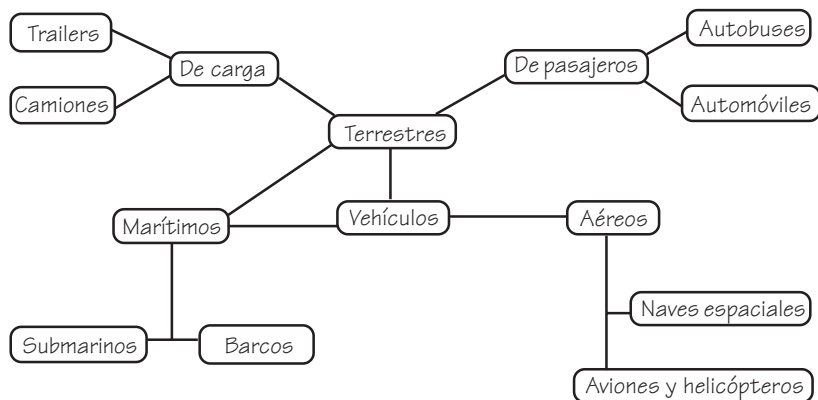 Trailers
Autobuses
De carga
De pasajeros
Camiones
Automóviles
Terrestres
Marítimos
Vehículos
Aéreos
Naves espaciales
Submarinos
Barcos
Aviones y helicópteros